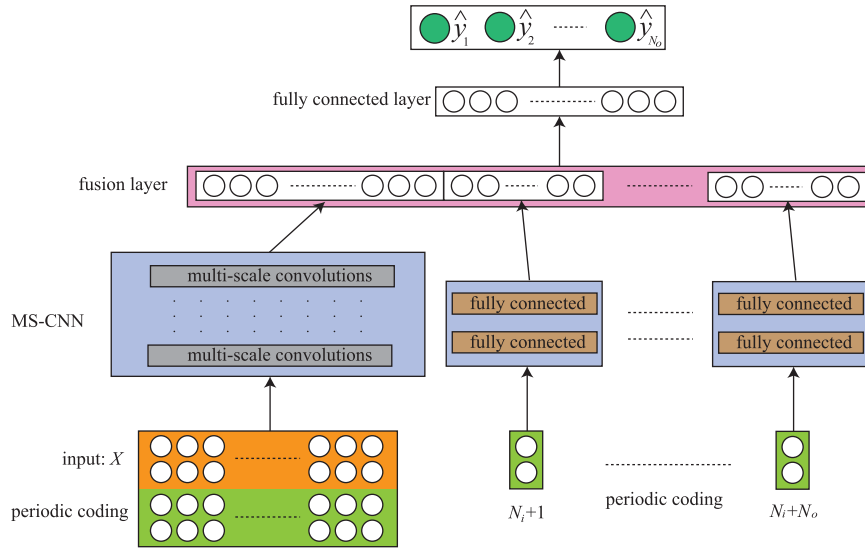 ŷ₁ ŷ₂ ŷ_Nₒ
fully connected layer
fusion layer
MS-CNN
multi-scale convolutions
multi-scale convolutions
fully connected
fully connected
fully connected
fully connected
input: X
periodic coding
Nᵢ+1
periodic coding
Nᵢ+Nₒ